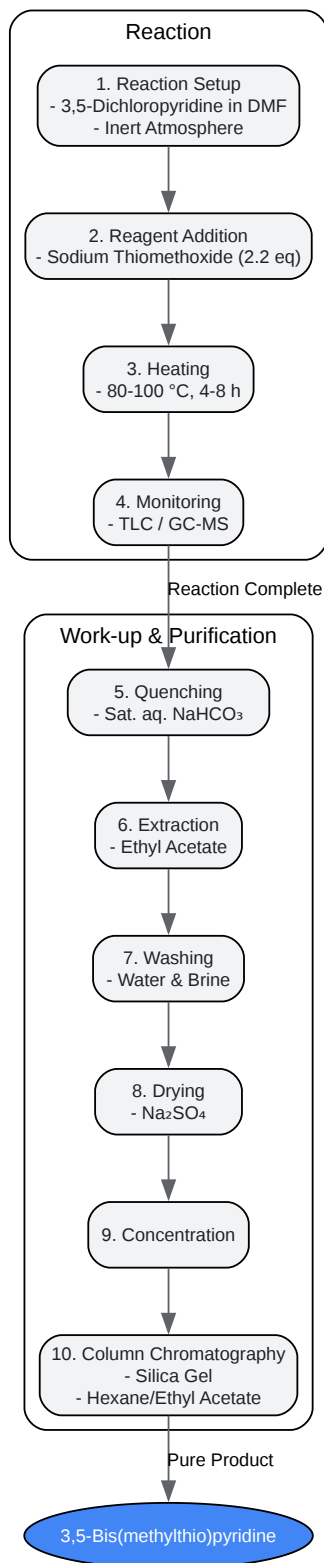 Reaction
1. Reaction Setup
- 3,5-Dichloropyridine in DMF
- Inert Atmosphere
2. Reagent Addition
- Sodium Thiomethoxide (2.2 eq)
3. Heating
- 80-100 °C, 4-8 h
4. Monitoring
- TLC / GC-MS
Reaction Complete
Work-up & Purification
5. Quenching
- Sat. aq. NaHCO₃
6. Extraction
- Ethyl Acetate
7. Washing
- Water & Brine
8. Drying
- Na₂SO₄
9. Concentration
10. Column Chromatography
- Silica Gel
- Hexane/Ethyl Acetate
Pure Product
3,5-Bis(methylthio)pyridine